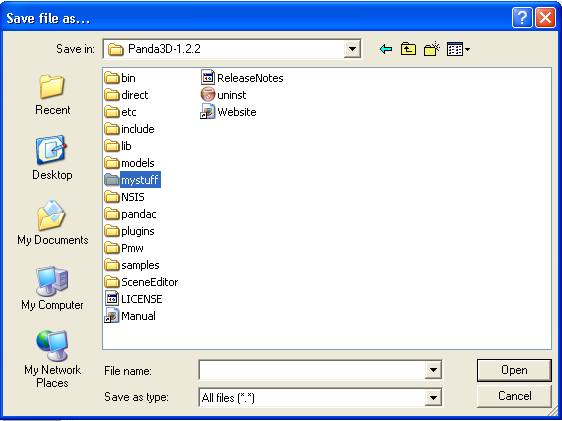 Save file as...
Save in:
Panda3D-1.2.2
Recent
Desktop
My Documents
My Computer
My Network
Places
bin
direct
etc
include
lib
models
mystuff
NSIS
pandac
plugins
Pmw
samples
SceneEditor
LICENSE
Manual
ReleaseNotes
uninst
Website
File name:
Open
Save as type:
All files (*.*)
Cancel